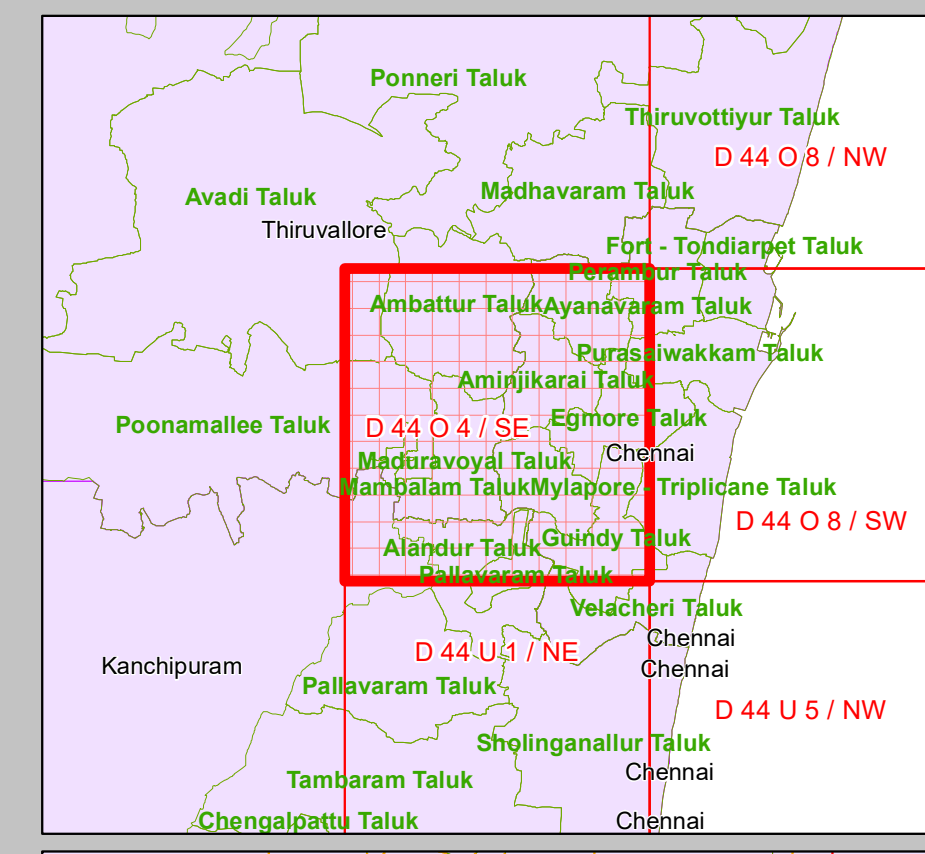 Ponneri Taluk
Thiruvottiyur Taluk
D 44 O 8 / NW
Madhavaram Taluk
Avadi Taluk
Thiruvallore
Fort - Tondiarpet Taluk
Perambur Taluk
Ambattur Taluk
Ayanavaram Taluk
Purasaiwakkam Taluk
Aminjikarai Taluk
Egmore Taluk
Poonamallee Taluk
D 44 O 4 / SE
Chennai
Maduravoyal Taluk
Mambalam Taluk
Mylapore - Triplicane Taluk
D 44 O 8 / SW
Guindy Taluk
Alandur Taluk
Pallavaram Taluk
Velacheri Taluk
Chennai
D 44 U 1 / NE
Kanchipuram
Chennai
Pallavaram Taluk
D 44 U 5 / NW
Sholinganallur Taluk
Chennai
Tambaram Taluk
Chengalpattu Taluk
Chennai